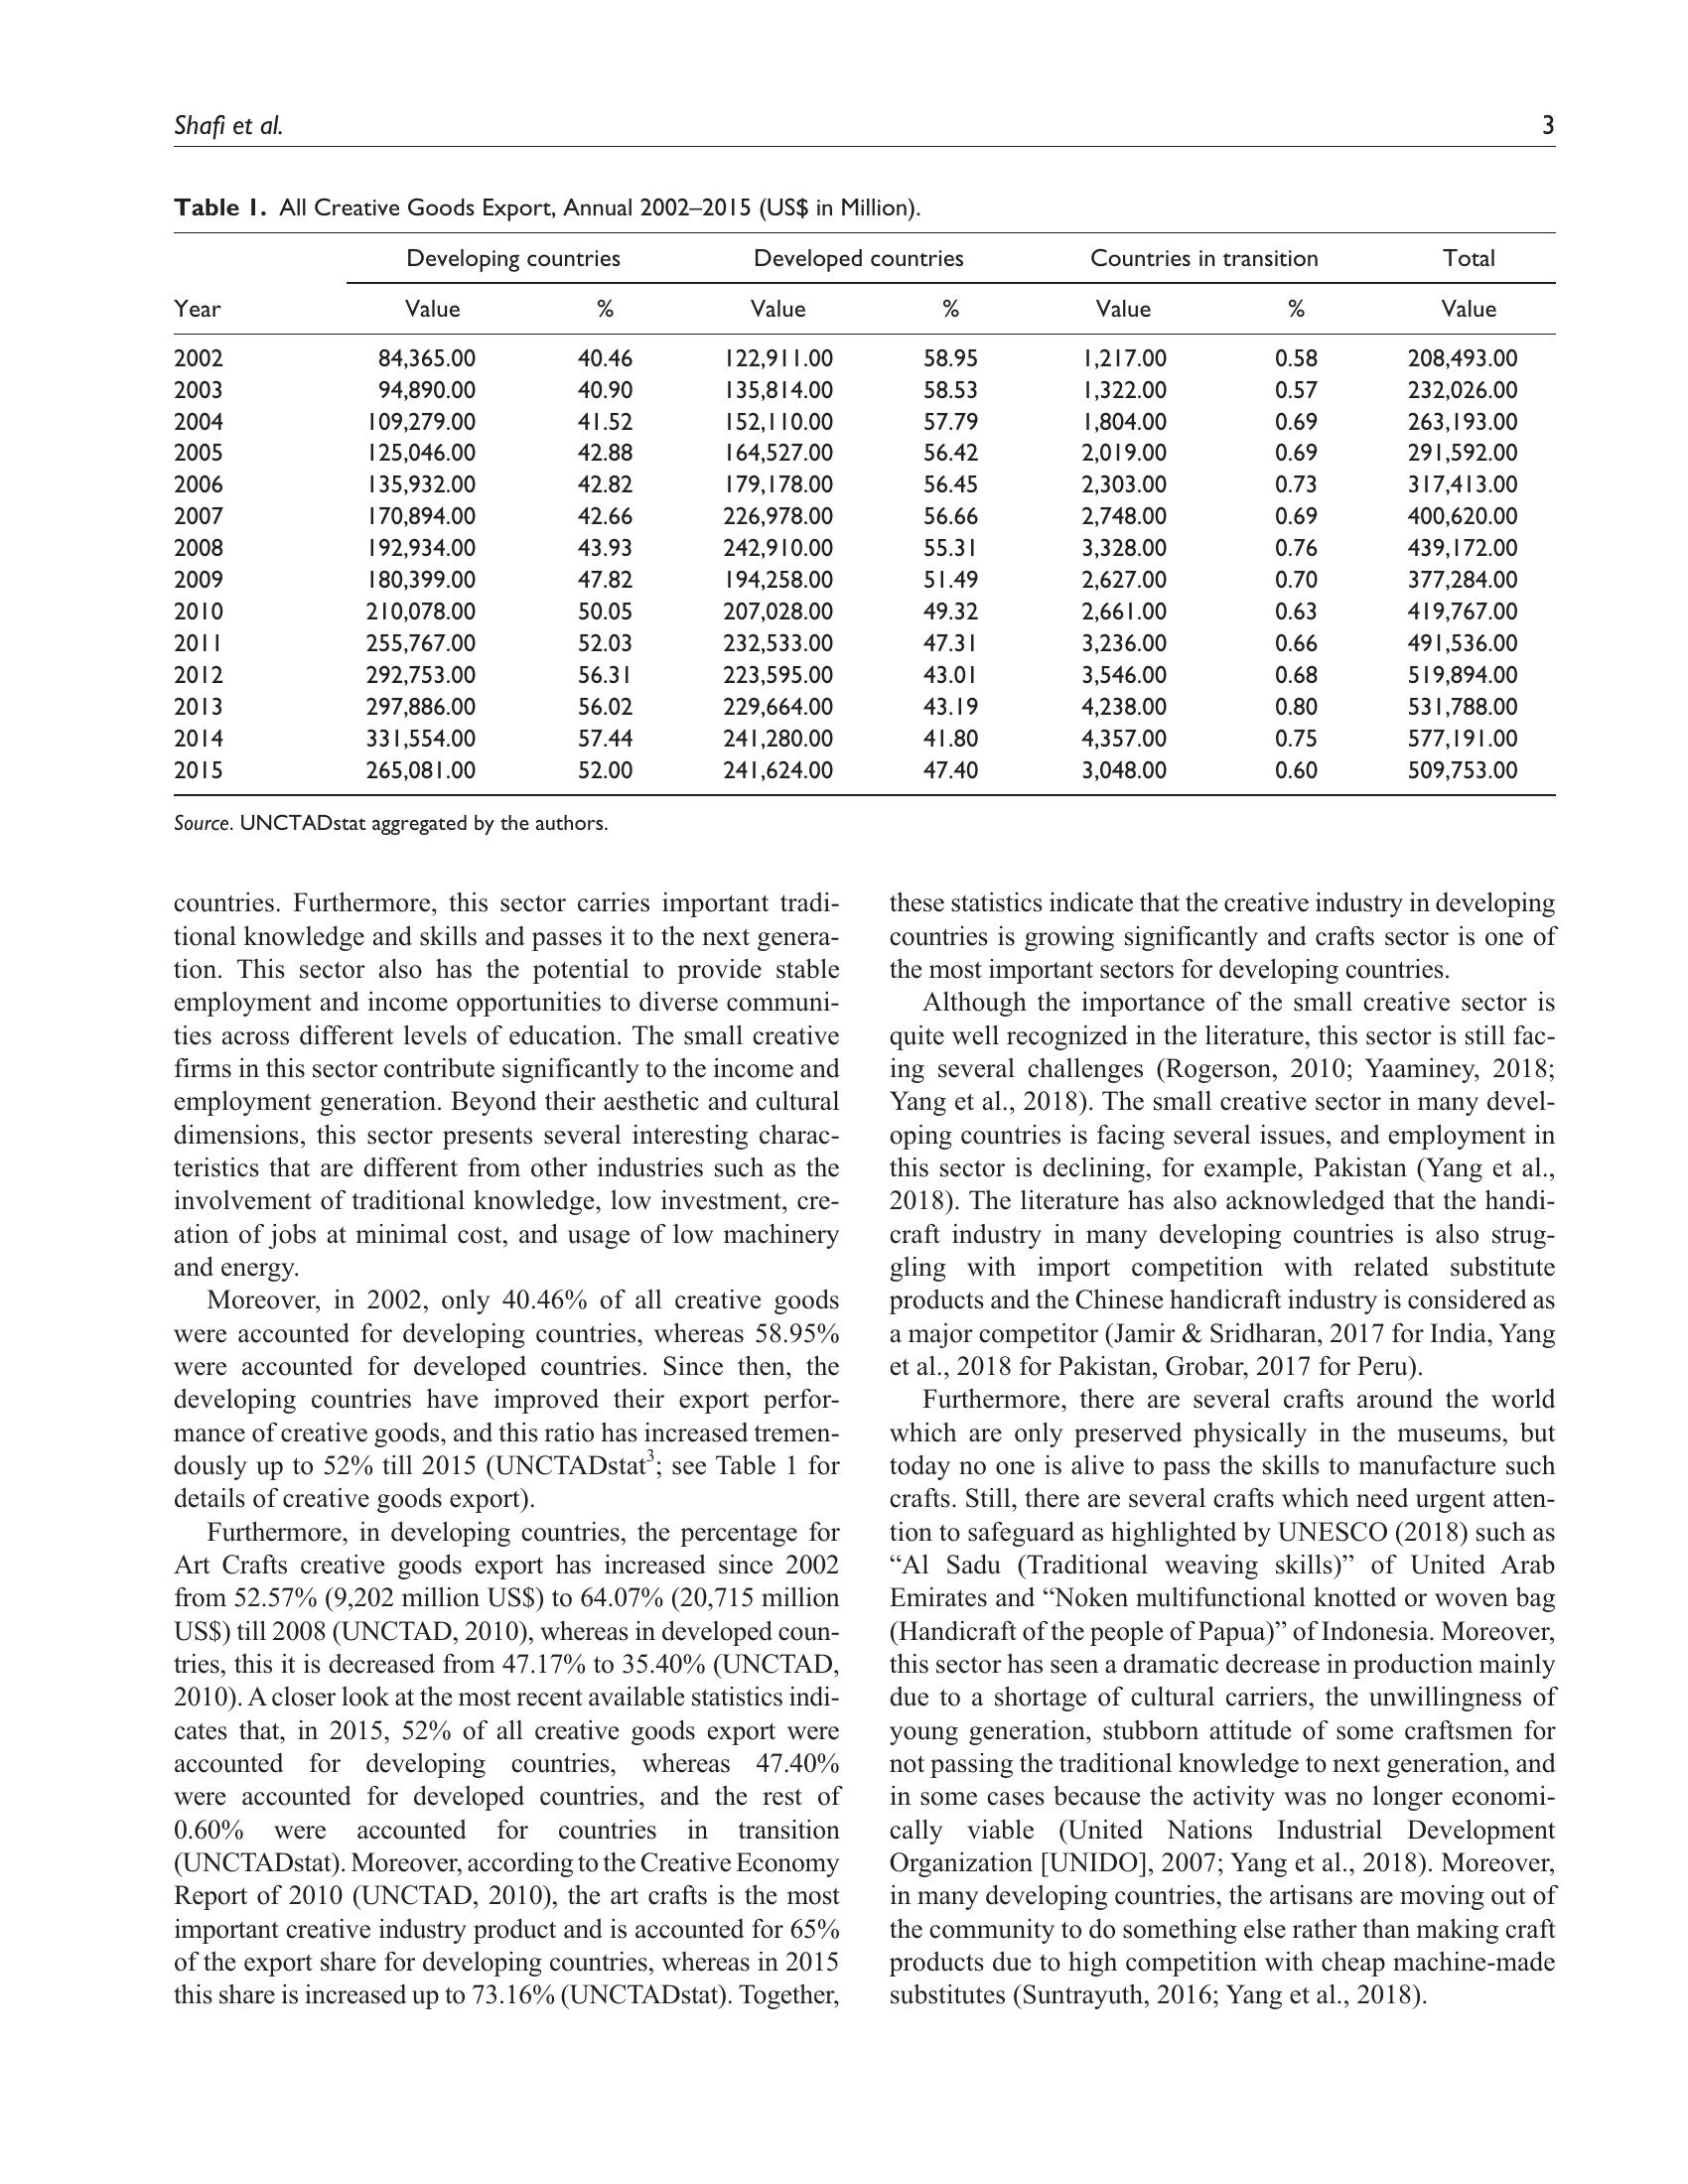 Shafi et al.
3
Table 1. All Creative Goods Export, Annual 2002–2015 (US$ in Million).
Developing countries Developed countries Countries in transition Total
Year Value % Value % Value % Value
2002 84,365.00 40.46 122,911.00 58.95 1,217.00 0.58 208,493.00
2003 94,890.00 40.90 135,814.00 58.53 1,322.00 0.57 232,026.00
2004 109,279.00 41.52 152,110.00 57.79 1,804.00 0.69 263,193.00
2005 125,046.00 42.88 164,527.00 56.42 2,019.00 0.69 291,592.00
2006 135,932.00 42.82 179,178.00 56.45 2,303.00 0.73 317,413.00
2007 170,894.00 42.66 226,978.00 56.66 2,748.00 0.69 400,620.00
2008 192,934.00 43.93 242,910.00 55.31 3,328.00 0.76 439,172.00
2009 180,399.00 47.82 194,258.00 51.49 2,627.00 0.70 377,284.00
2010 210,078.00 50.05 207,028.00 49.32 2,661.00 0.63 419,767.00
2011 255,767.00 52.03 232,533.00 47.31 3,236.00 0.66 491,536.00
2012 292,753.00 56.31 223,595.00 43.01 3,546.00 0.68 519,894.00
2013 297,886.00 56.02 229,664.00 43.19 4,238.00 0.80 531,788.00
2014 331,554.00 57.44 241,280.00 41.80 4,357.00 0.75 577,191.00
2015 265,081.00 52.00 241,624.00 47.40 3,048.00 0.60 509,753.00
Source. UNCTADstat aggregated by the authors.
countries. Furthermore, this sector carries important tradi-
tional knowledge and skills and passes it to the next genera-
tion. This sector also has the potential to provide stable
employment and income opportunities to diverse communi-
ties across different levels of education. The small creative
firms in this sector contribute significantly to the income and
employment generation. Beyond their aesthetic and cultural
dimensions, this sector presents several interesting charac-
teristics that are different from other industries such as the
involvement of traditional knowledge, low investment, cre-
ation of jobs at minimal cost, and usage of low machinery
and energy.
Moreover, in 2002, only 40.46% of all creative goods
were accounted for developing countries, whereas 58.95%
were accounted for developed countries. Since then, the
developing countries have improved their export perfor-
mance of creative goods, and this ratio has increased tremen-
dously up to 52% till 2015 (UNCTADstat3; see Table 1 for
details of creative goods export).
Furthermore, in developing countries, the percentage for
Art Crafts creative goods export has increased since 2002
from 52.57% (9,202 million US$) to 64.07% (20,715 million
US$) till 2008 (UNCTAD, 2010), whereas in developed coun-
tries, this it is decreased from 47.17% to 35.40% (UNCTAD,
2010). A closer look at the most recent available statistics indi-
cates that, in 2015, 52% of all creative goods export were
accounted for developing countries, whereas 47.40%
were accounted for developed countries, and the rest of
0.60% were accounted for countries in transition
(UNCTADstat). Moreover, according to the Creative Economy
Report of 2010 (UNCTAD, 2010), the art crafts is the most
important creative industry product and is accounted for 65%
of the export share for developing countries, whereas in 2015
this share is increased up to 73.16% (UNCTADstat). Together,
these statistics indicate that the creative industry in developing
countries is growing significantly and crafts sector is one of
the most important sectors for developing countries.
Although the importance of the small creative sector is
quite well recognized in the literature, this sector is still fac-
ing several challenges (Rogerson, 2010; Yaaminey, 2018;
Yang et al., 2018). The small creative sector in many devel-
oping countries is facing several issues, and employment in
this sector is declining, for example, Pakistan (Yang et al.,
2018). The literature has also acknowledged that the handi-
craft industry in many developing countries is also strug-
gling with import competition with related substitute
products and the Chinese handicraft industry is considered as
a major competitor (Jamir & Sridharan, 2017 for India, Yang
et al., 2018 for Pakistan, Grobar, 2017 for Peru).
Furthermore, there are several crafts around the world
which are only preserved physically in the museums, but
today no one is alive to pass the skills to manufacture such
crafts. Still, there are several crafts which need urgent atten-
tion to safeguard as highlighted by UNESCO (2018) such as
“Al Sadu (Traditional weaving skills)” of United Arab
Emirates and “Noken multifunctional knotted or woven bag
(Handicraft of the people of Papua)” of Indonesia. Moreover,
this sector has seen a dramatic decrease in production mainly
due to a shortage of cultural carriers, the unwillingness of
young generation, stubborn attitude of some craftsmen for
not passing the traditional knowledge to next generation, and
in some cases because the activity was no longer economi-
cally viable (United Nations Industrial Development
Organization [UNIDO], 2007; Yang et al., 2018). Moreover,
in many developing countries, the artisans are moving out of
the community to do something else rather than making craft
products due to high competition with cheap machine-made
substitutes (Suntrayuth, 2016; Yang et al., 2018).